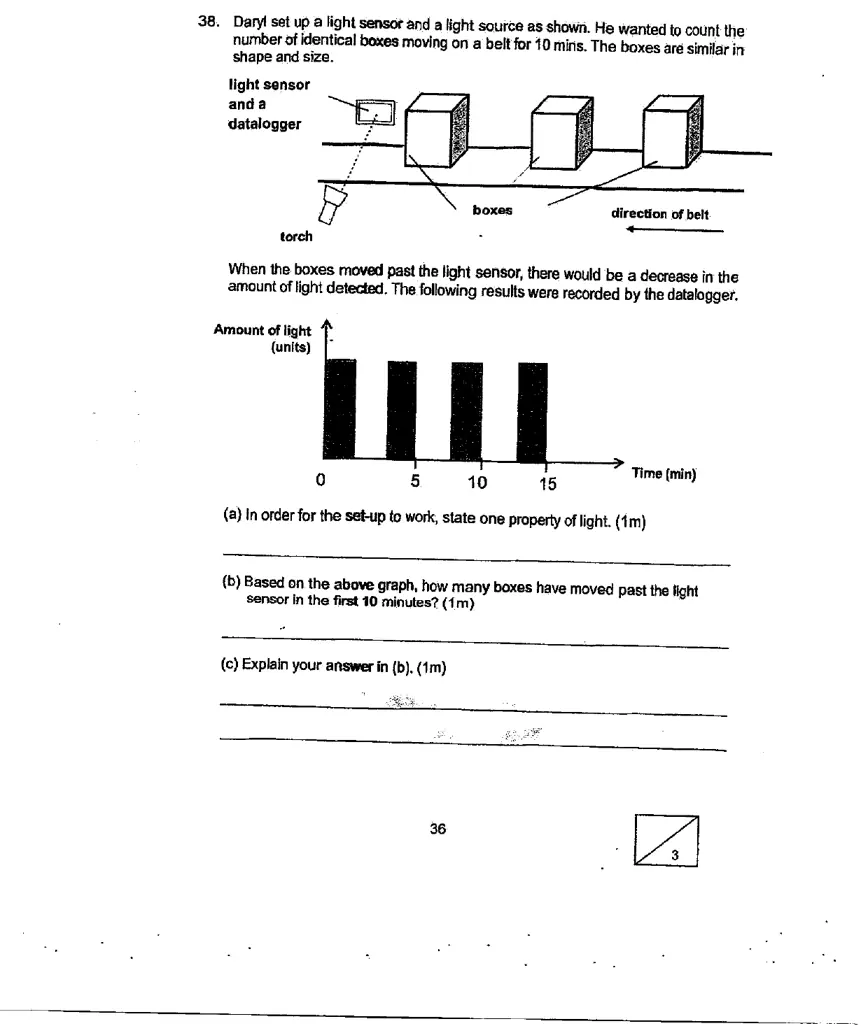 38. Daryl set up a light sensor and a light source as shown. He wanted to count the
number of identical boxes moving on a belt for 10 mins. The boxes are similar in
shape and size.
light sensor
and a
datalogger
boxes
direction of belt
torch
When the boxes moved past the light sensor, there would be a decrease in the
amount of light detected. The following results were recorded by the datalogger.
Amount of light
(units)
Time (min)
0 5 10 15
(a) In order for the set-up to work, state one property of light. (1m)
(b) Based on the above graph, how many boxes have moved past the light
sensor in the first 10 minutes? (1m)
(c) Explain your answer in (b). (1m)
36
3